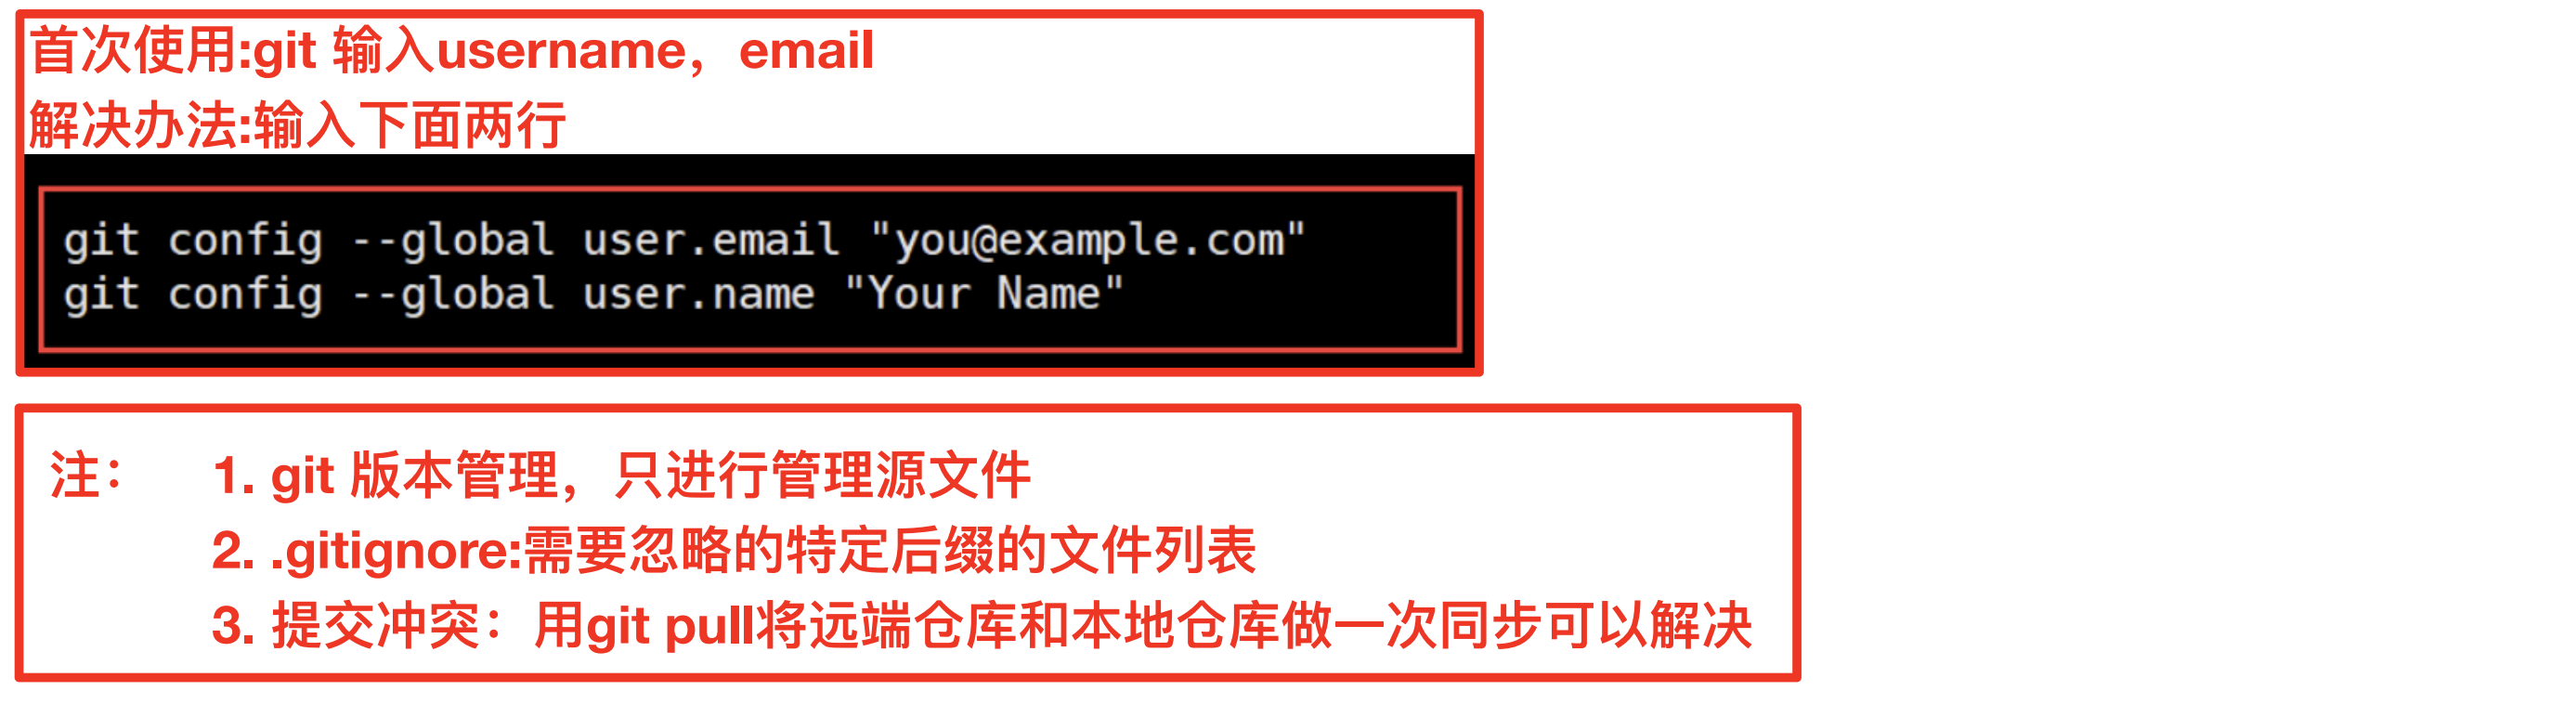 首次使用:git 输入username，email
解决办法:输入下面两行
git config --global user.email "you@example.com"
git config --global user.name "Your Name"
注： 1. git 版本管理，只进行管理源文件
2. .gitignore:需要忽略的特定后缀的文件列表
3. 提交冲突：用git pull将远端仓库和本地仓库做一次同步可以解决